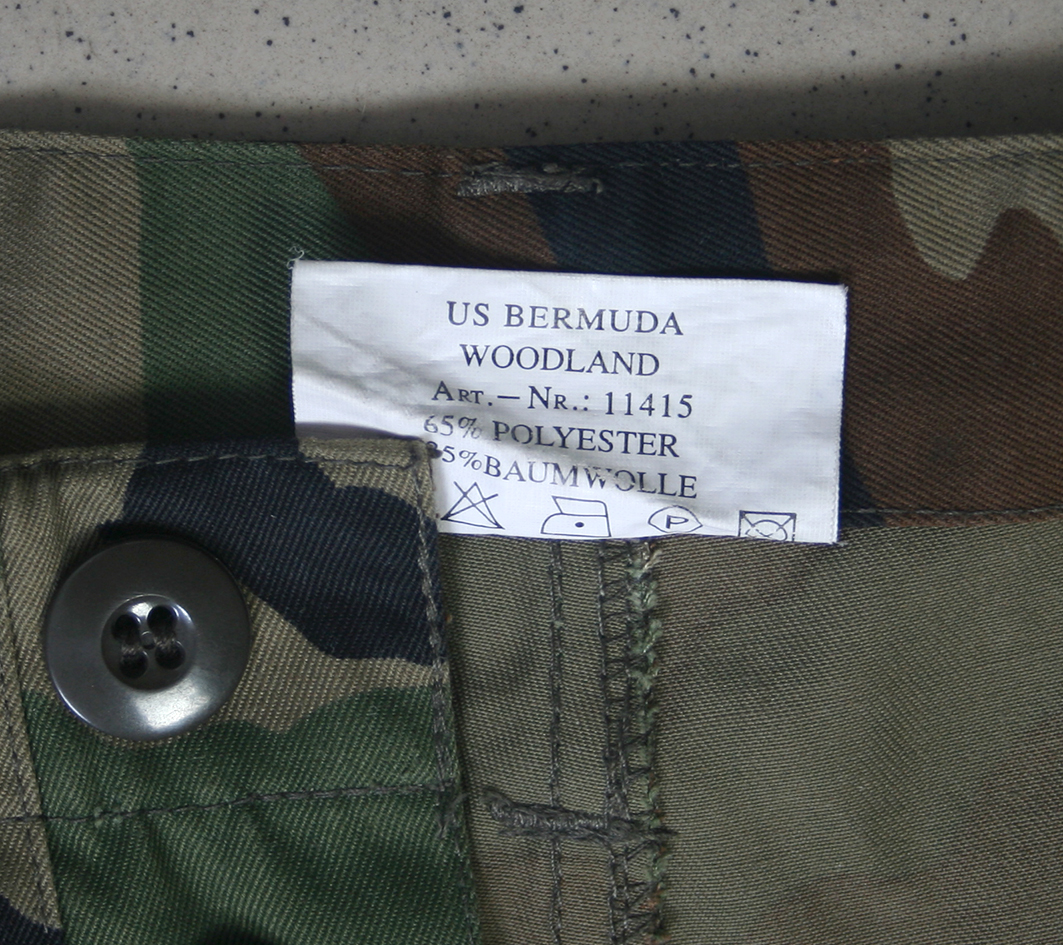 US BERMUDA
WOODLAND
ART.– NR.: 11415
65% POLYESTER
35%BAUMWOLLE
P